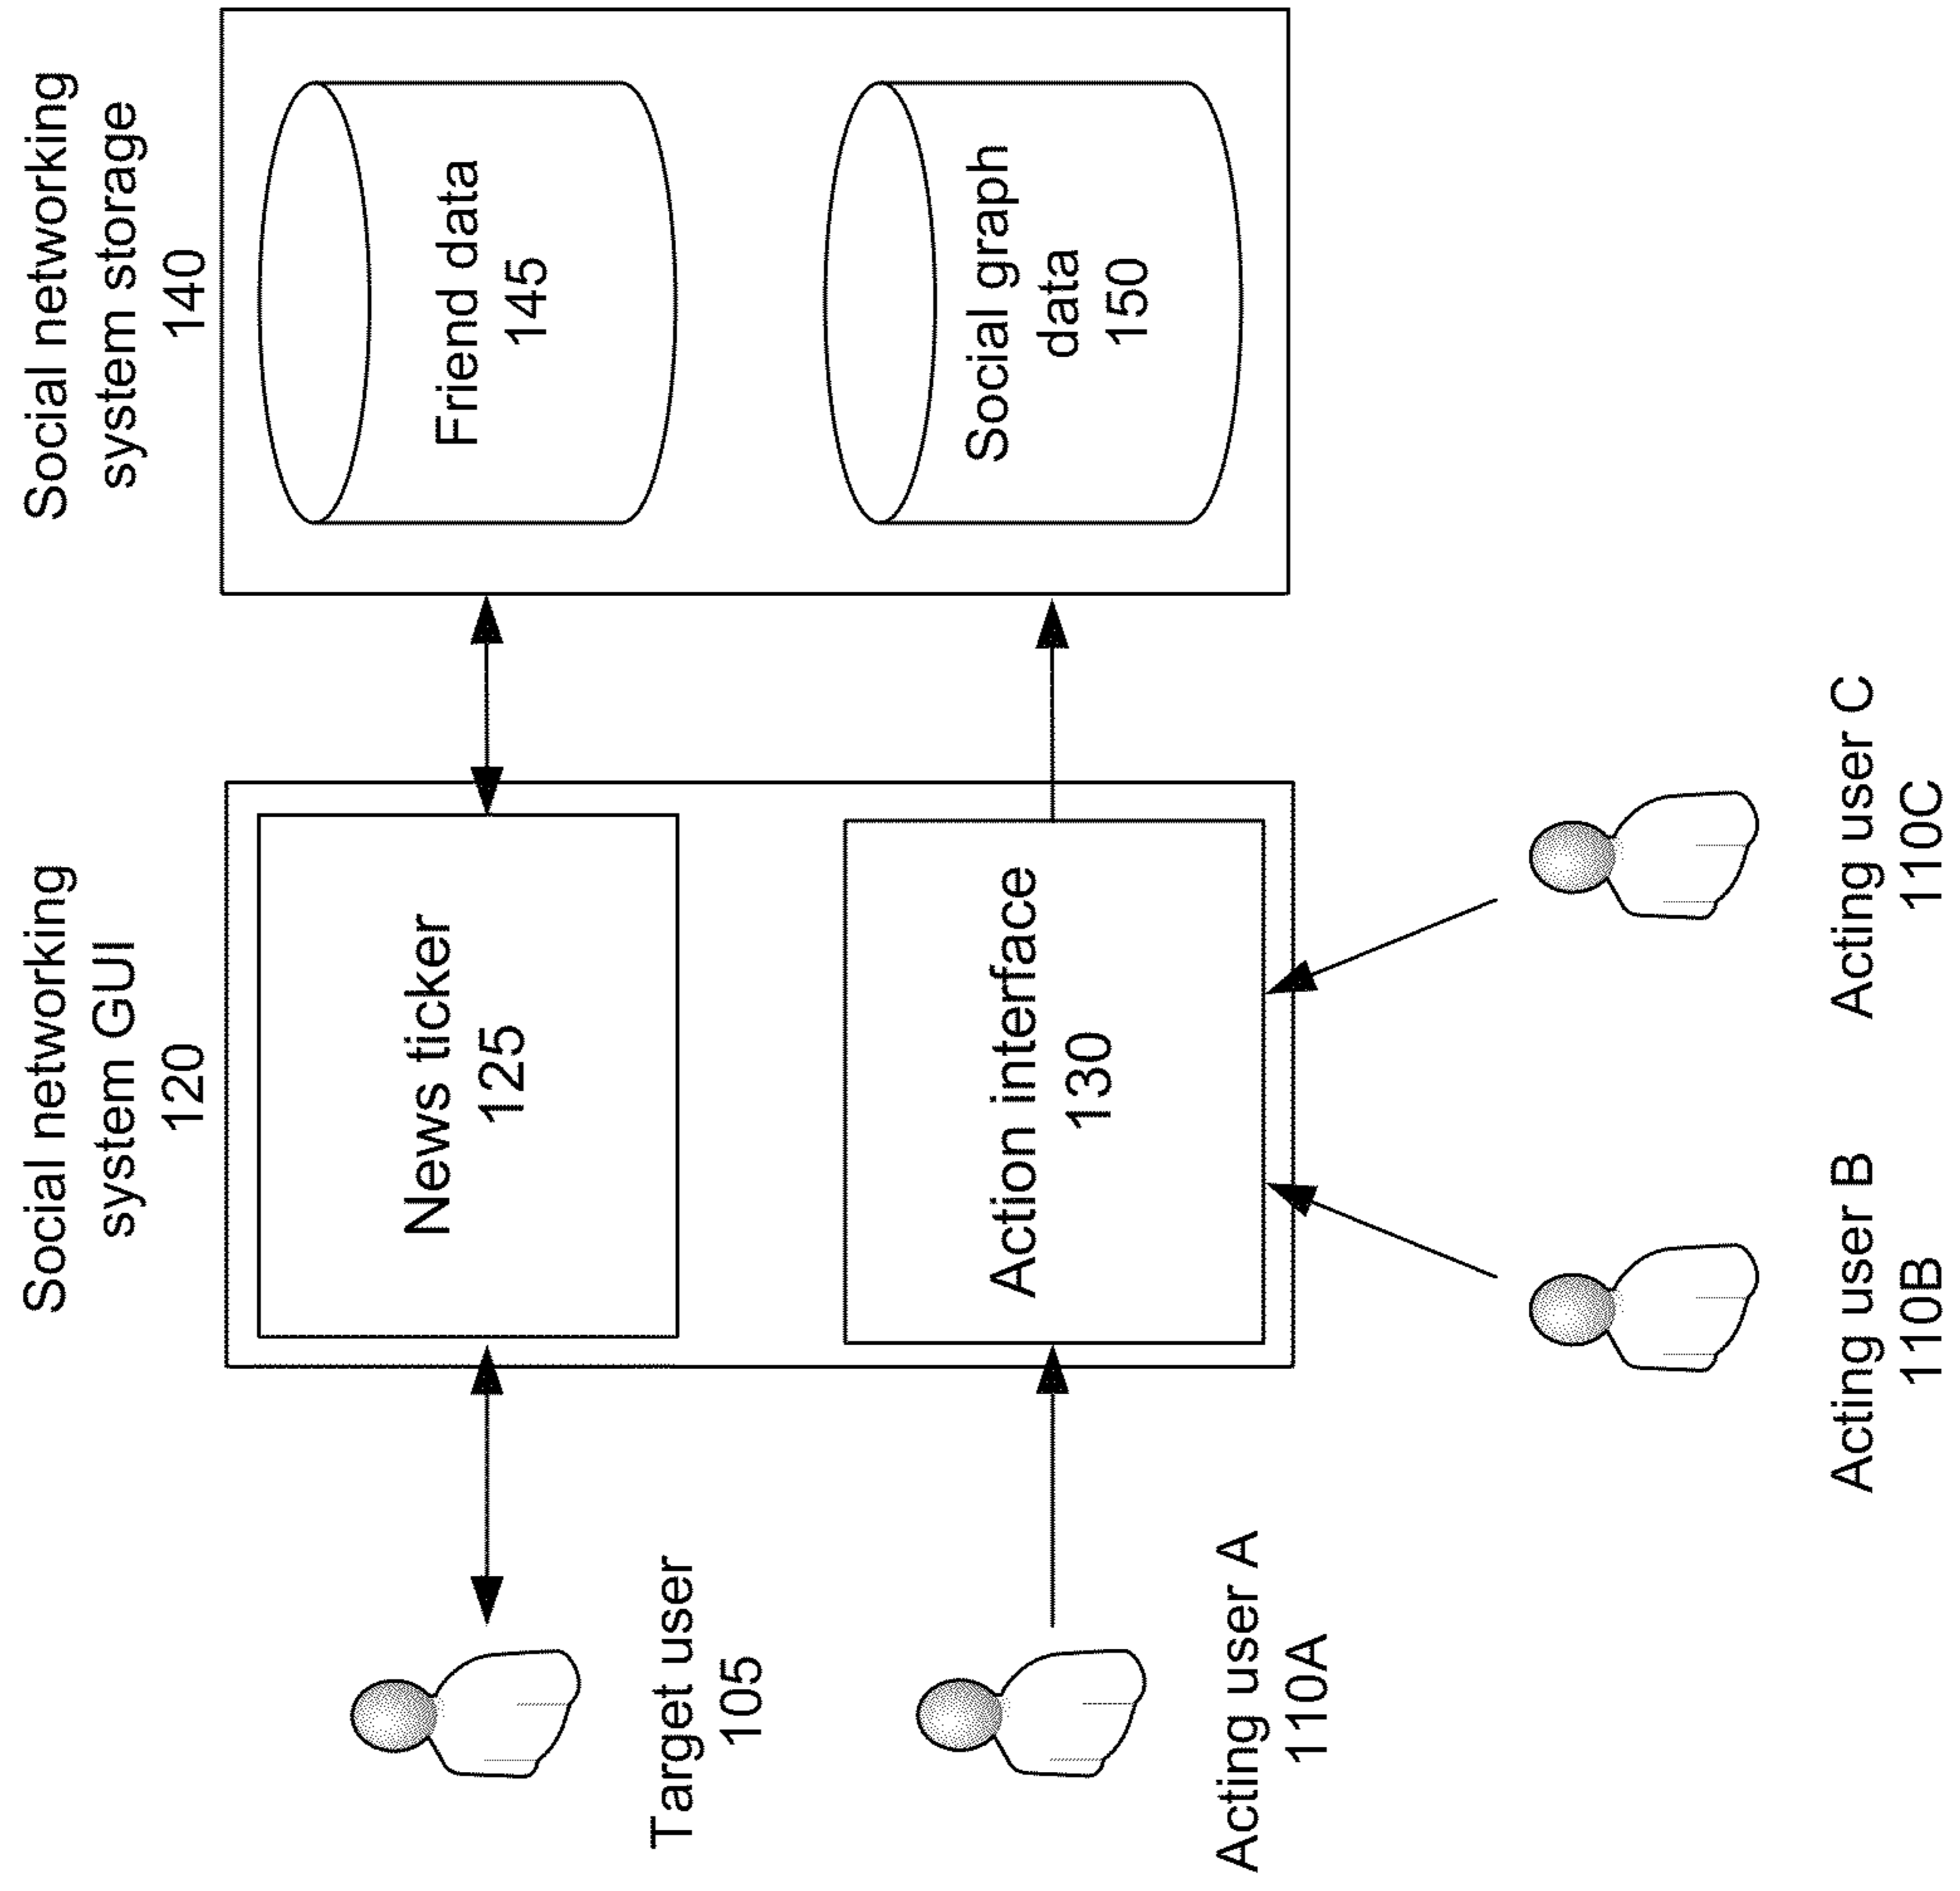 Social networking
system GUI
120
Social networking
system storage
140
Target user
105
News ticker
125
Friend data
145
Acting user A
110A
Action interface
130
Social graph
data
150
Acting user B
110B
Acting user C
110C